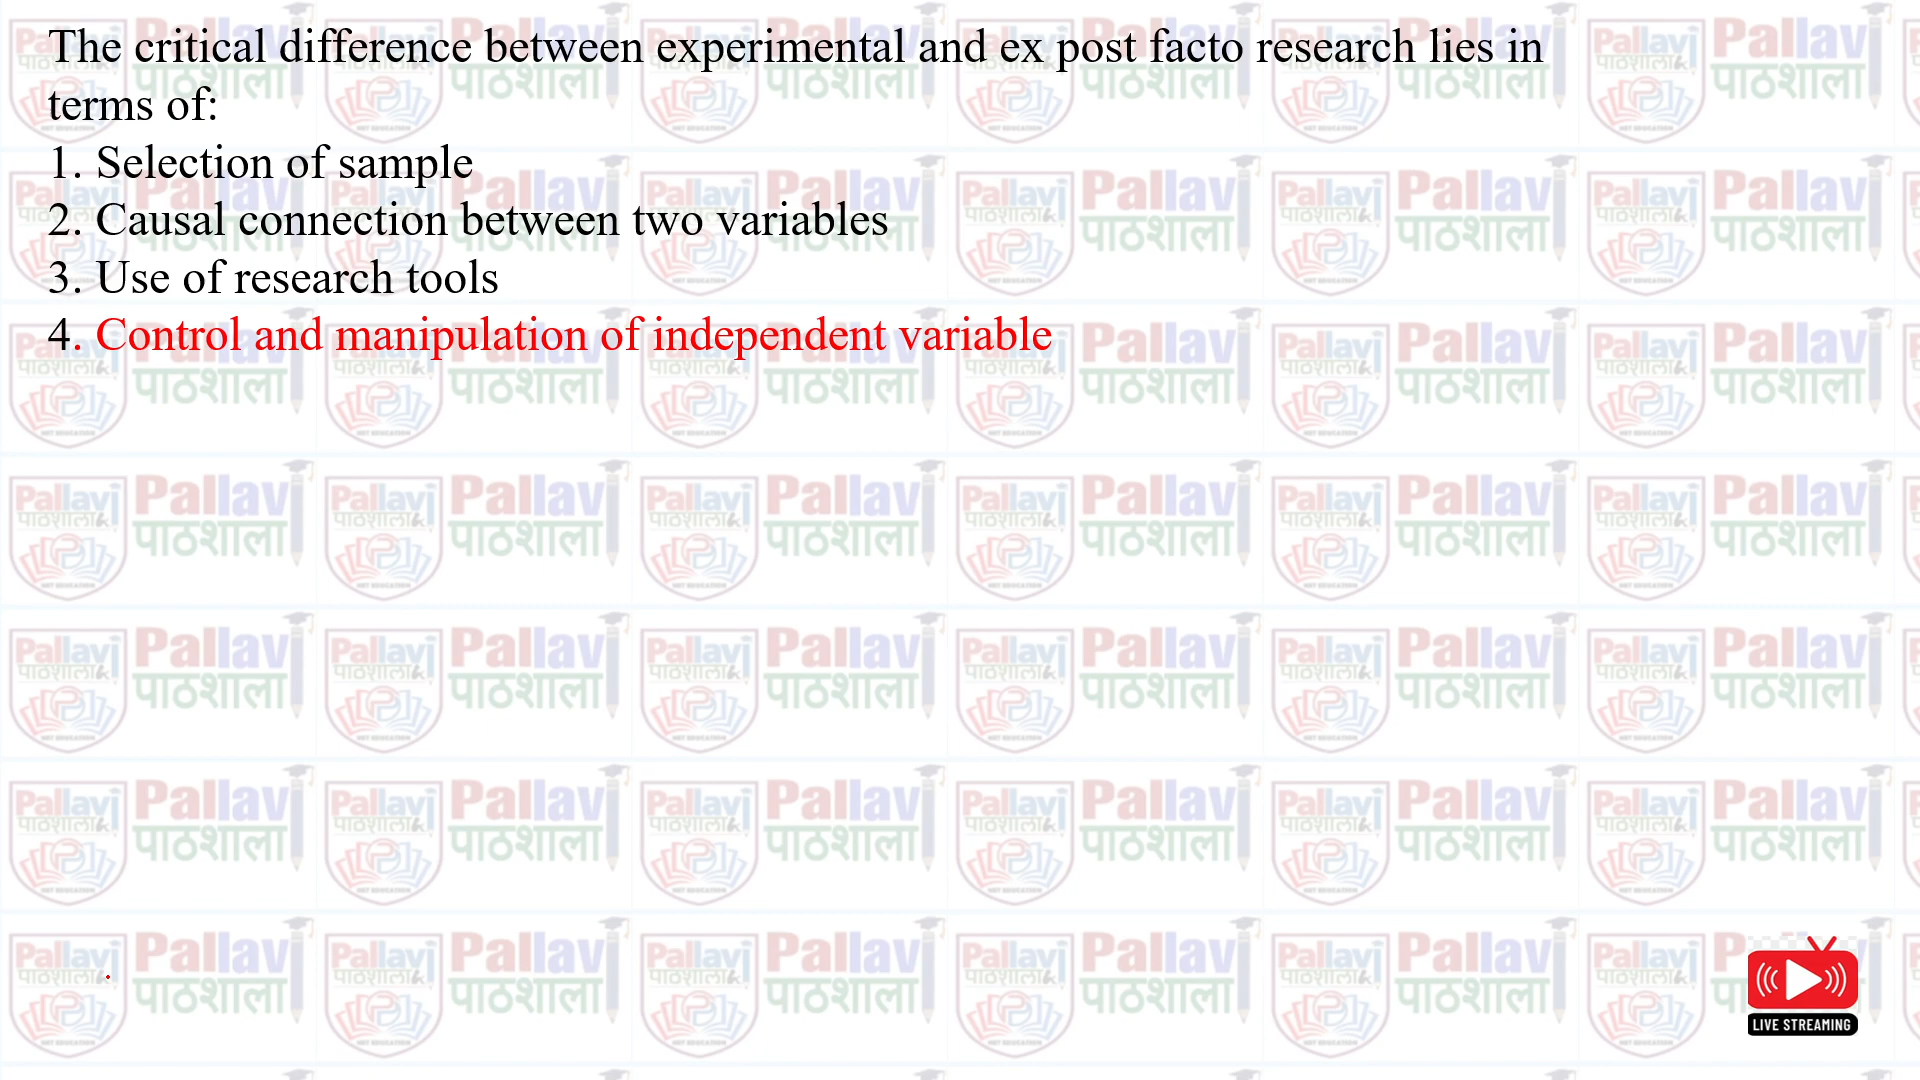 The critical difference between experimental and ex post facto research lies in
terms of:
1. Selection of sample
2. Causal connection between two variables
3. Use of research tools
4. Control and manipulation of independent variable
Pallavi
पाठशाला
LIVE STREAMING